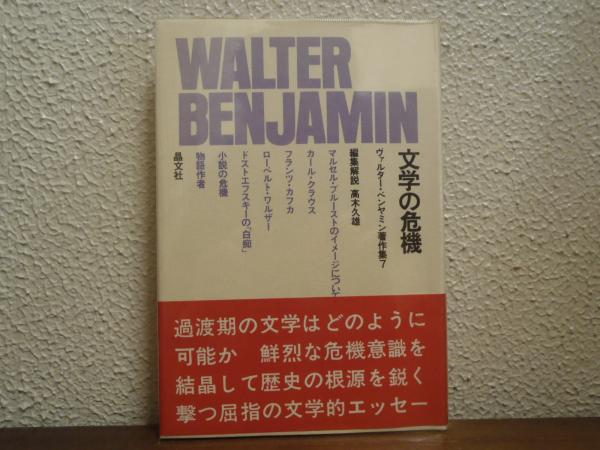 WALTER
BENJAMIN
文学の危機
ヴァルター・ベンヤミン著作集7
編集解説 高木久雄
マルセル・プルーストのイメージについて
カール・クラウス
フランツ・カフカ
ローベルト・ワルザー
ドストエフスキーの「白痴」
小説の危機
物語作者
晶文社
過渡期の文学はどのように
可能か 鮮烈な危機意識を
結晶して歴史の根源を鋭く
撃つ屈指の文学的エッセー